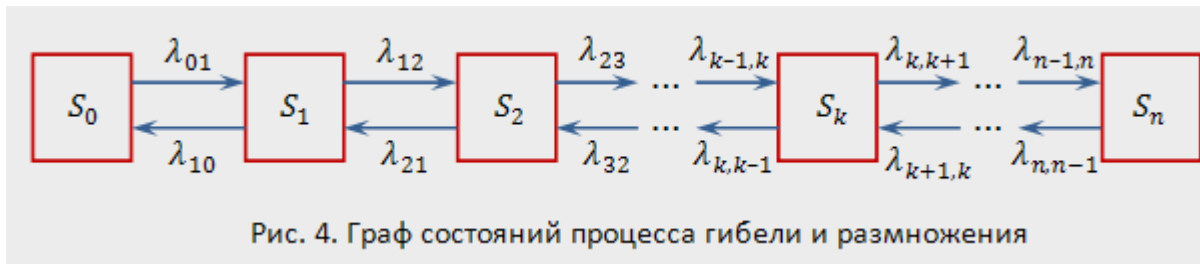 λ₀₁ λ₁₂ λ₂₃ ... λₖ₋₁,ₖ λₖ,ₖ₊₁ ... λₙ₋₁,ₙ
S₀ S₁ S₂ Sₖ Sₙ
λ₁₀ λ₂₁ λ₃₂ ... λₖ,ₖ₋₁ λₖ₊₁,ₖ ... λₙ,ₙ₋₁
Рис. 4. Граф состояний процесса гибели и размножения